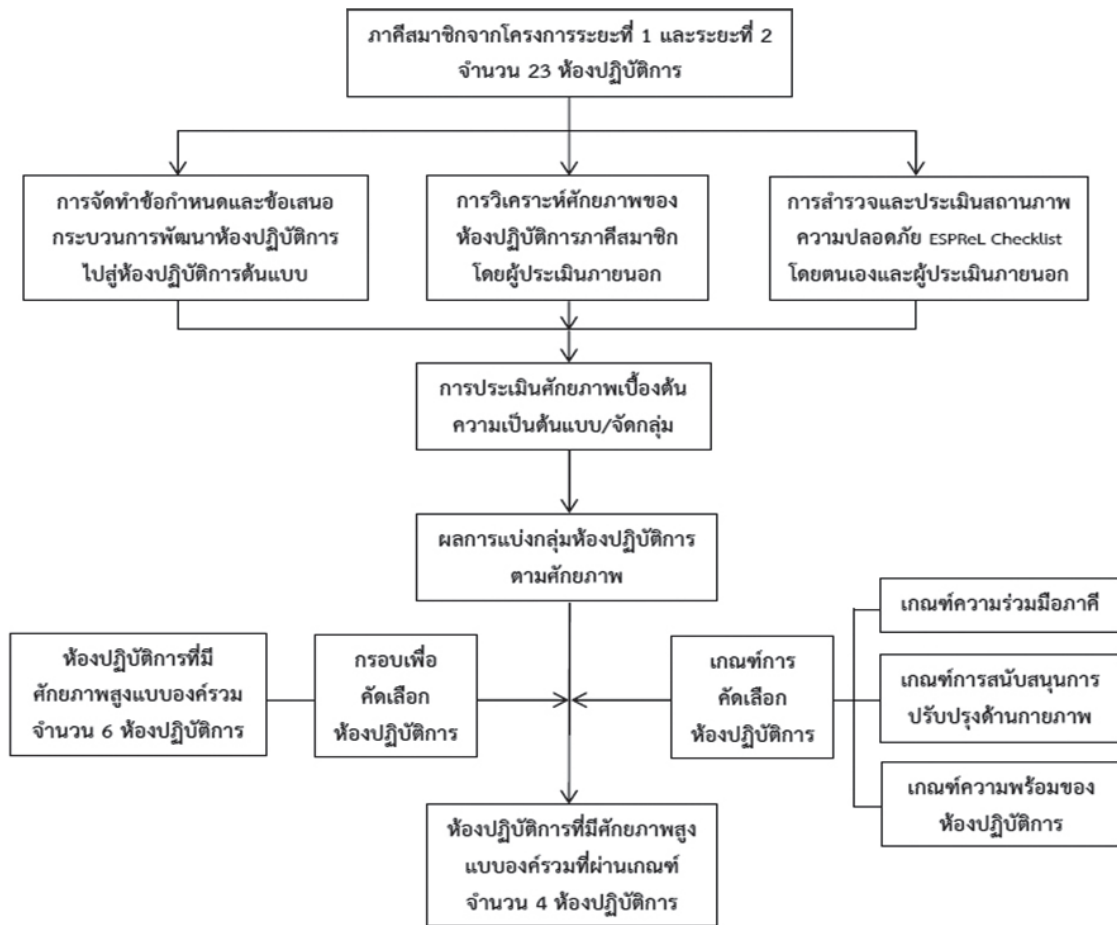 ภาคีสมาชิกจากโครงการระยะที่ 1 และระยะที่ 2
จำนวน 23 ห้องปฏิบัติการ
การจัดทำข้อกำหนดและข้อเสนอ
กระบวนการพัฒนาห้องปฏิบัติการ
ไปสู่ห้องปฏิบัติการต้นแบบ
การวิเคราะห์ศักยภาพของ
ห้องปฏิบัติการภาคีสมาชิก
โดยผู้ประเมินภายนอก
การสำรวจและประเมินสถานภาพ
ความปลอดภัย ESPReL Checklist
โดยตนเองและผู้ประเมินภายนอก
การประเมินศักยภาพเบื้องต้น
ความเป็นต้นแบบ/จัดกลุ่ม
ผลการแบ่งกลุ่มห้องปฏิบัติการ
ตามศักยภาพ
ห้องปฏิบัติการที่มี
ศักยภาพสูงแบบองค์รวม
จำนวน 6 ห้องปฏิบัติการ
กรอบเพื่อ
คัดเลือก
ห้องปฏิบัติการ
เกณฑ์การ
คัดเลือก
ห้องปฏิบัติการ
เกณฑ์ความร่วมมือภาคี
เกณฑ์การสนับสนุนการ
ปรับปรุงด้านกายภาพ
เกณฑ์ความพร้อมของ
ห้องปฏิบัติการ
ห้องปฏิบัติการที่มีศักยภาพสูง
แบบองค์รวมที่ผ่านเกณฑ์
จำนวน 4 ห้องปฏิบัติการ